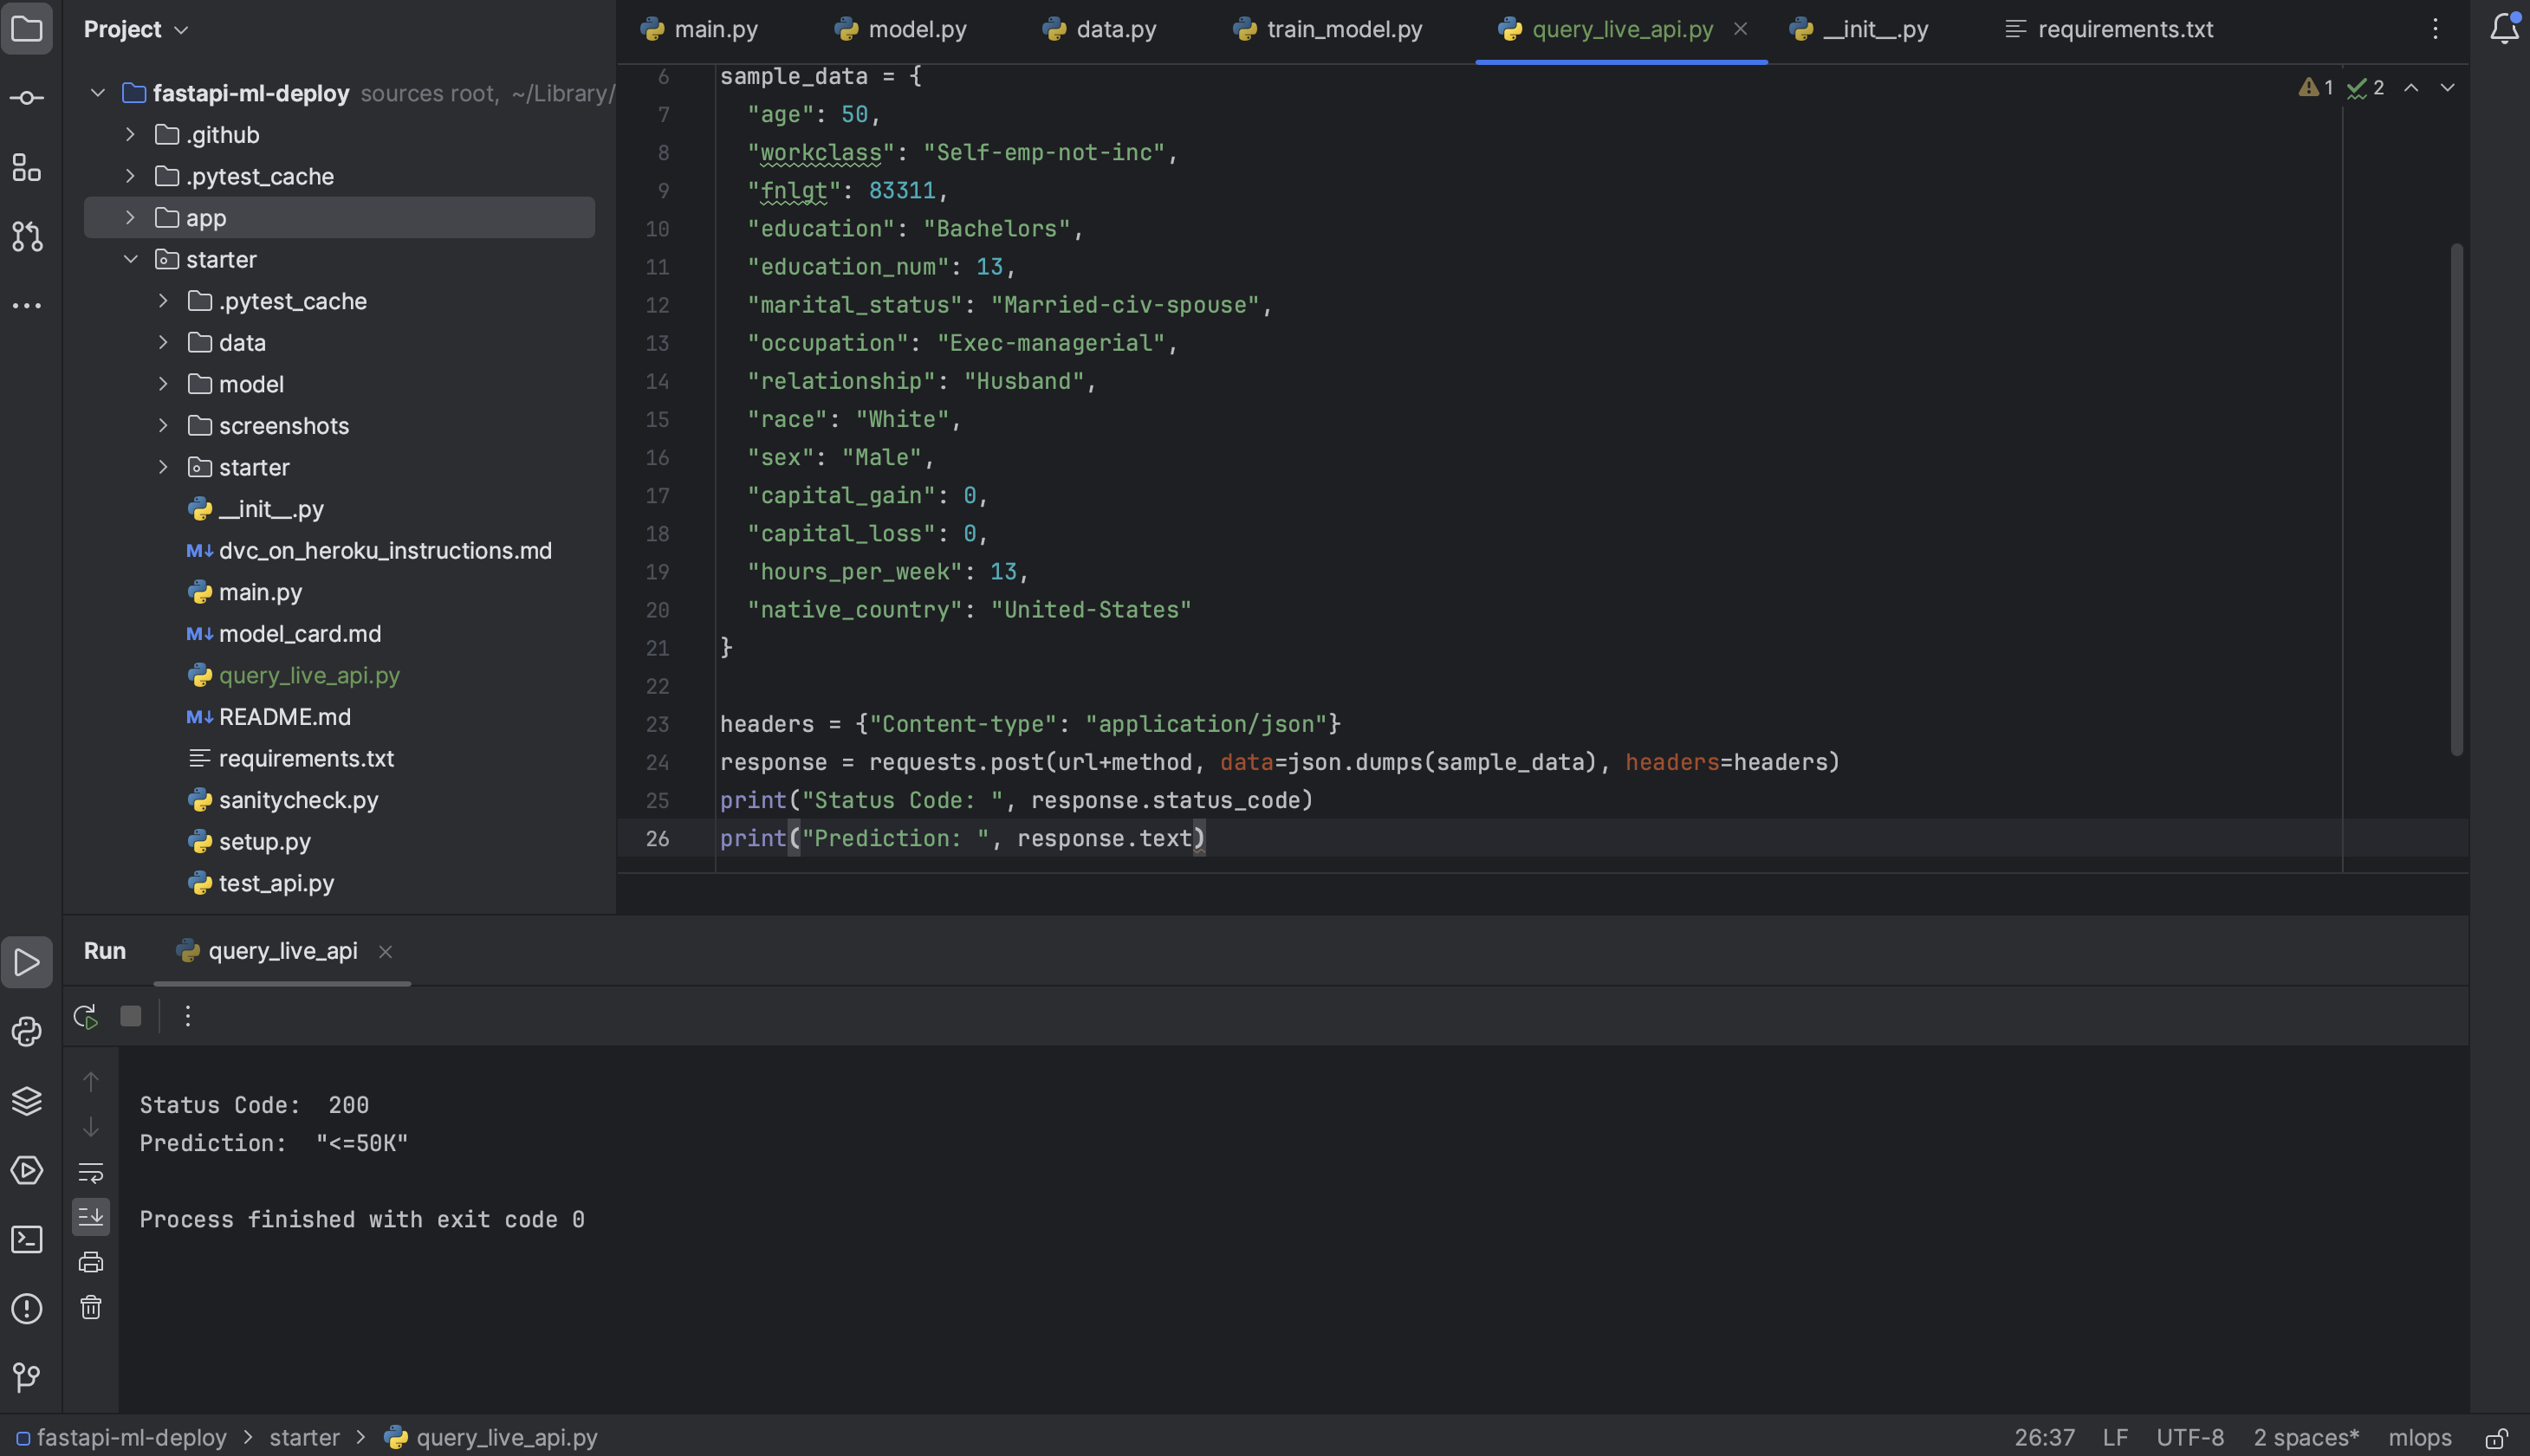 Project
main.py
model.py
data.py
train_model.py
query_live_api.py
__init__.py
requirements.txt
fastapi-ml-deploy sources root, ~/Library/
.github
.pytest_cache
app
starter
.pytest_cache
data
model
screenshots
starter
__init__.py
M↓ dvc_on_heroku_instructions.md
main.py
M↓ model_card.md
query_live_api.py
M↓ README.md
requirements.txt
sanitycheck.py
setup.py
test_api.py
1 2
6 sample_data = {
7 "age": 50,
8 "workclass": "Self-emp-not-inc",
9 "fnlgt": 83311,
10 "education": "Bachelors",
11 "education_num": 13,
12 "marital_status": "Married-civ-spouse",
13 "occupation": "Exec-managerial",
14 "relationship": "Husband",
15 "race": "White",
16 "sex": "Male",
17 "capital_gain": 0,
18 "capital_loss": 0,
19 "hours_per_week": 13,
20 "native_country": "United-States"
21 }
22
23 headers = {"Content-type": "application/json"}
24 response = requests.post(url+method, data=json.dumps(sample_data), headers=headers)
25 print("Status Code: ", response.status_code)
26 print("Prediction: ", response.text)
Run query_live_api
Status Code:  200
Prediction:  "<=50K"
Process finished with exit code 0
fastapi-ml-deploy > starter > query_live_api.py
26:37 LF UTF-8 2 spaces* mlops